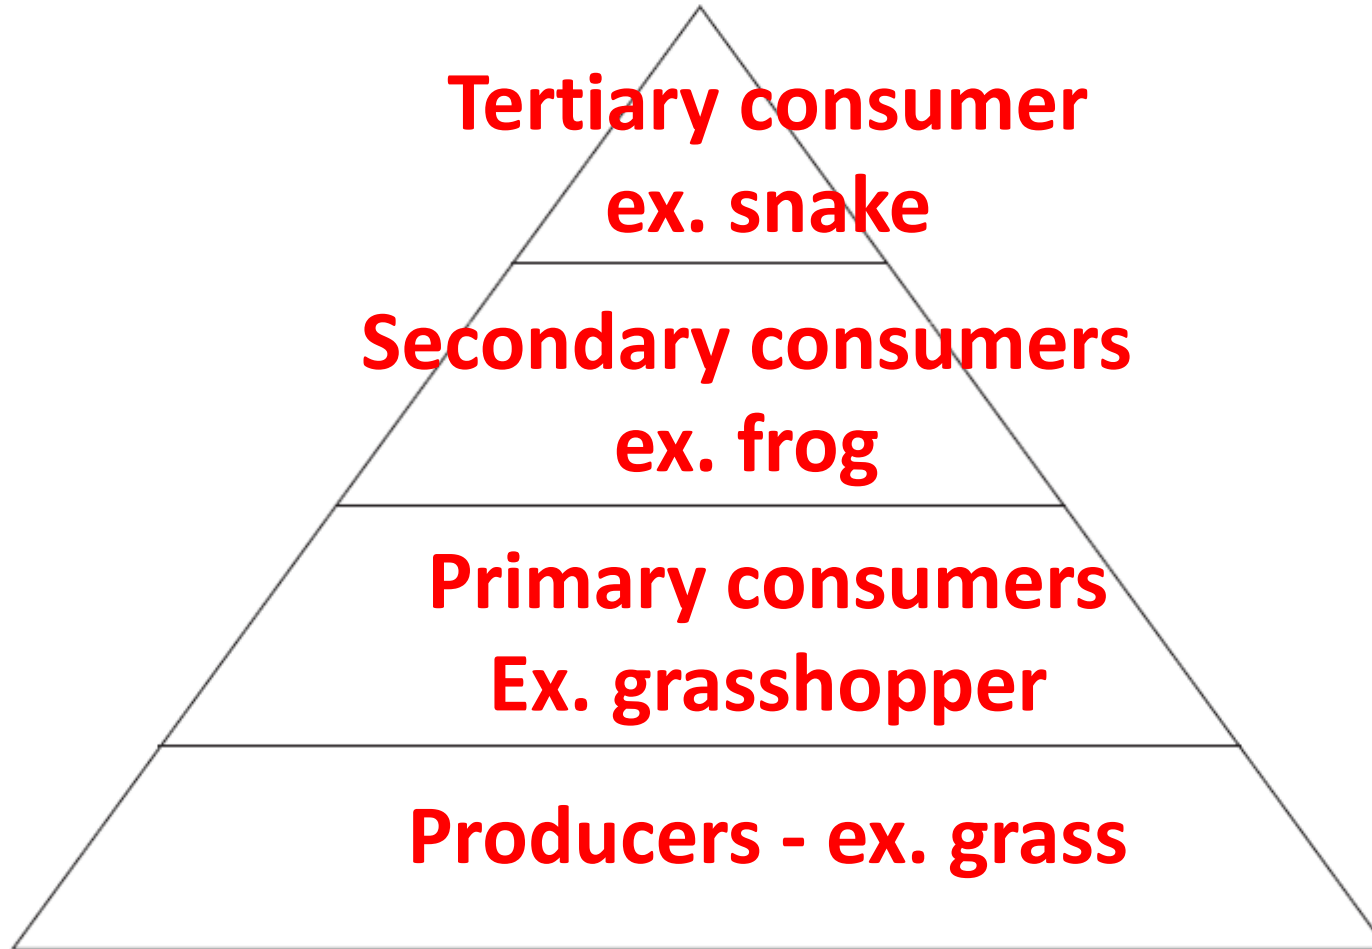 Tertiary consumer
ex. snake
Secondary consumers
ex. frog
Primary consumers
Ex. grasshopper
Producers - ex. grass